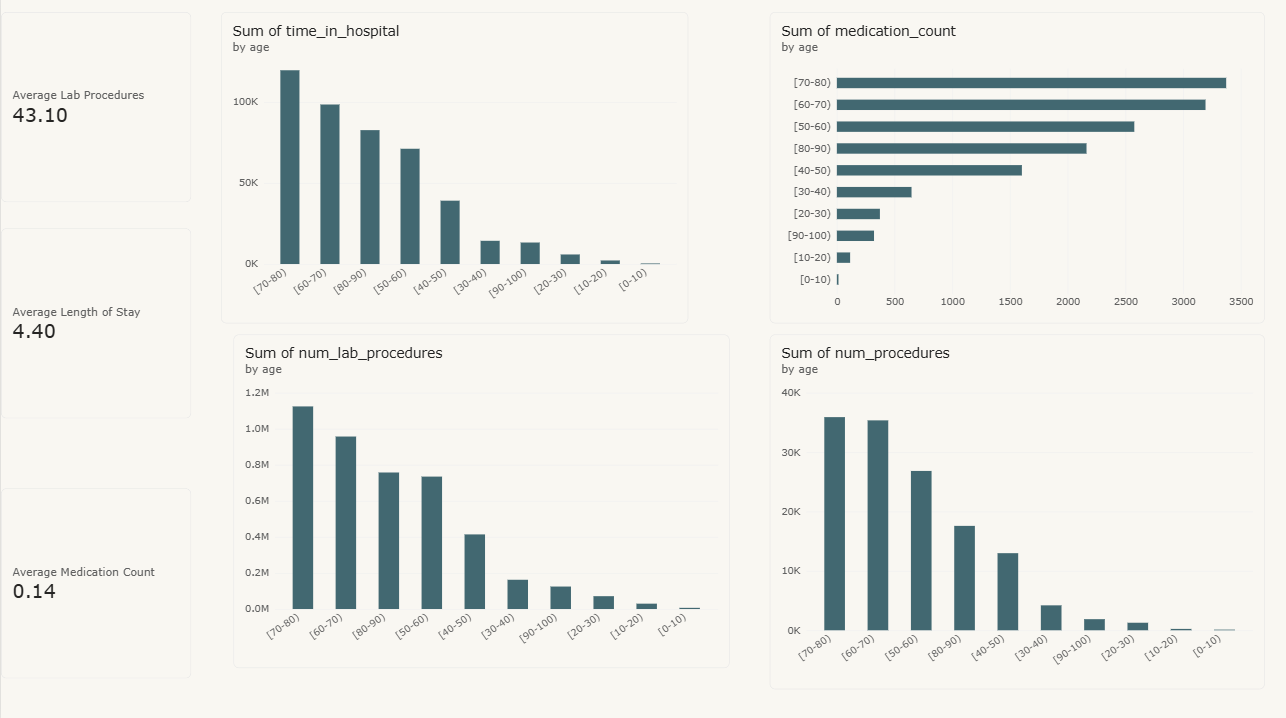 Average Lab Procedures
43.10
Average Length of Stay
4.40
Average Medication Count
0.14
Sum of time_in_hospital
by age
100K
50K
0K
[70-80)
[60-70)
[80-90)
[50-60)
[40-50)
[30-40)
[90-100)
[20-30)
[10-20)
[0-10)
Sum of medication_count
by age
[70-80)
[60-70)
[50-60)
[80-90)
[40-50)
[30-40)
[20-30)
[90-100)
[10-20)
[0-10)
0 500 1000 1500 2000 2500 3000 3500
Sum of num_lab_procedures
by age
1.2M
1.0M
0.8M
0.6M
0.4M
0.2M
0.0M
[70-80)
[60-70)
[80-90)
[50-60)
[40-50)
[30-40)
[90-100)
[20-30)
[10-20)
[0-10)
Sum of num_procedures
by age
40K
30K
20K
10K
0K
[70-80)
[60-70)
[50-60)
[80-90)
[40-50)
[30-40)
[90-100)
[20-30)
[10-20)
[0-10)